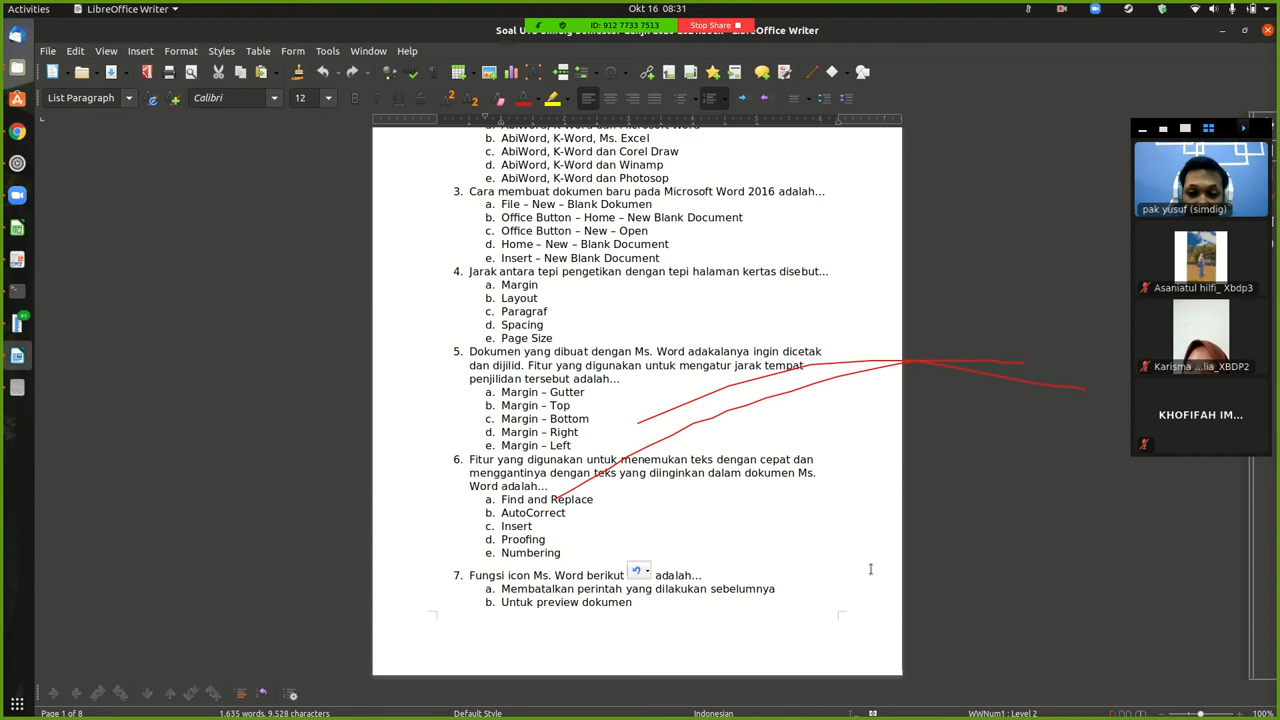 Activities
LibreOffice Writer
Okt 16 08:31
ID: 912 7733 7513
Stop Share
LibreOffice Writer
File Edit View Insert Format Styles Table Form Tools Window Help
List Paragraph
Calibri
12
b. AbiWord, K-Word, Ms. Excel
c. AbiWord, K-Word dan Corel Draw
d. AbiWord, K-Word dan Winamp
e. AbiWord, K-Word dan Photosop
3. Cara membuat dokumen baru pada Microsoft Word 2016 adalah…
a. File – New – Blank Dokumen
b. Office Button – Home – New Blank Document
c. Office Button – New – Open
d. Home – New – Blank Document
e. Insert – New Blank Document
4. Jarak antara tepi pengetikan dengan tepi halaman kertas disebut…
a. Margin
b. Layout
c. Paragraf
d. Spacing
e. Page Size
5. Dokumen yang dibuat dengan Ms. Word adakalanya ingin dicetak
dan dijilid. Fitur yang digunakan untuk mengatur jarak tempat
penjilidan tersebut adalah…
a. Margin – Gutter
b. Margin – Top
c. Margin – Bottom
d. Margin – Right
e. Margin – Left
6. Fitur yang digunakan untuk menemukan teks dengan cepat dan
menggantinya dengan teks yang diinginkan dalam dokumen Ms.
Word adalah…
a. Find and Replace
b. AutoCorrect
c. Insert
d. Proofing
e. Numbering
7. Fungsi icon Ms. Word berikut adalah…
a. Membatalkan perintah yang dilakukan sebelumnya
b. Untuk preview dokumen
pak yusuf (simdig)
Asaniatul hilfi_ Xbdp3
Karisma ...lia_XBDP2
KHOFIFAH IM...
Page 1 of 8
1.635 words, 9.528 characters
Default Style
Indonesian
WWNum1 : Level 2
100%